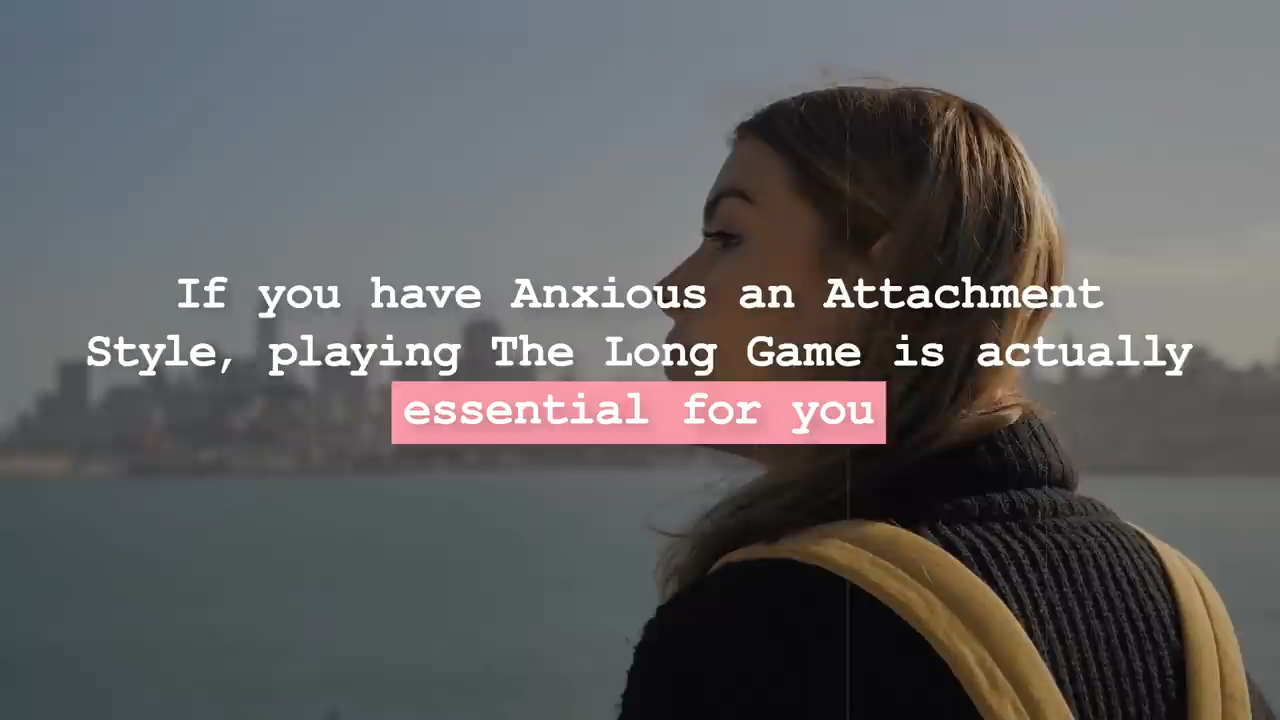 If you have Anxious an Attachment
Style, playing The Long Game is actually
essential for you